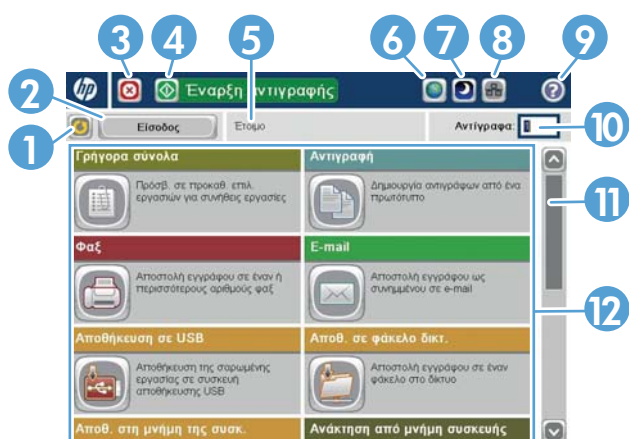 3 4 5 6 7 8 9
hp Έναρξη αντιγραφής
2 Είσοδος Έτοιμο Αντίγραφα: 1 10
1
Γρήγορα σύνολα
Πρόσβ. σε προκαθ. επιλ.
εργασιών για συνήθεις εργασίες
Αντιγραφή
Δημιουργία αντιγράφων από ένα
πρωτότυπο
11
Φαξ
Αποστολή εγγράφου σε έναν ή
περισσότερους αριθμούς φαξ
E-mail
Αποστολή εγγράφου ως
συνημμένου σε e-mail
12
Αποθήκευση σε USB
Αποθήκευση της σαρωμένης
εργασίας σε συσκευή
αποθήκευσης USB
Αποθ. σε φάκελο δικτ.
Αποστολή εγγράφου σε έναν
φάκελο στο δίκτυο
Αποθ. στη μνήμη της συσκ.
Ανάκτηση από μνήμη συσκευής